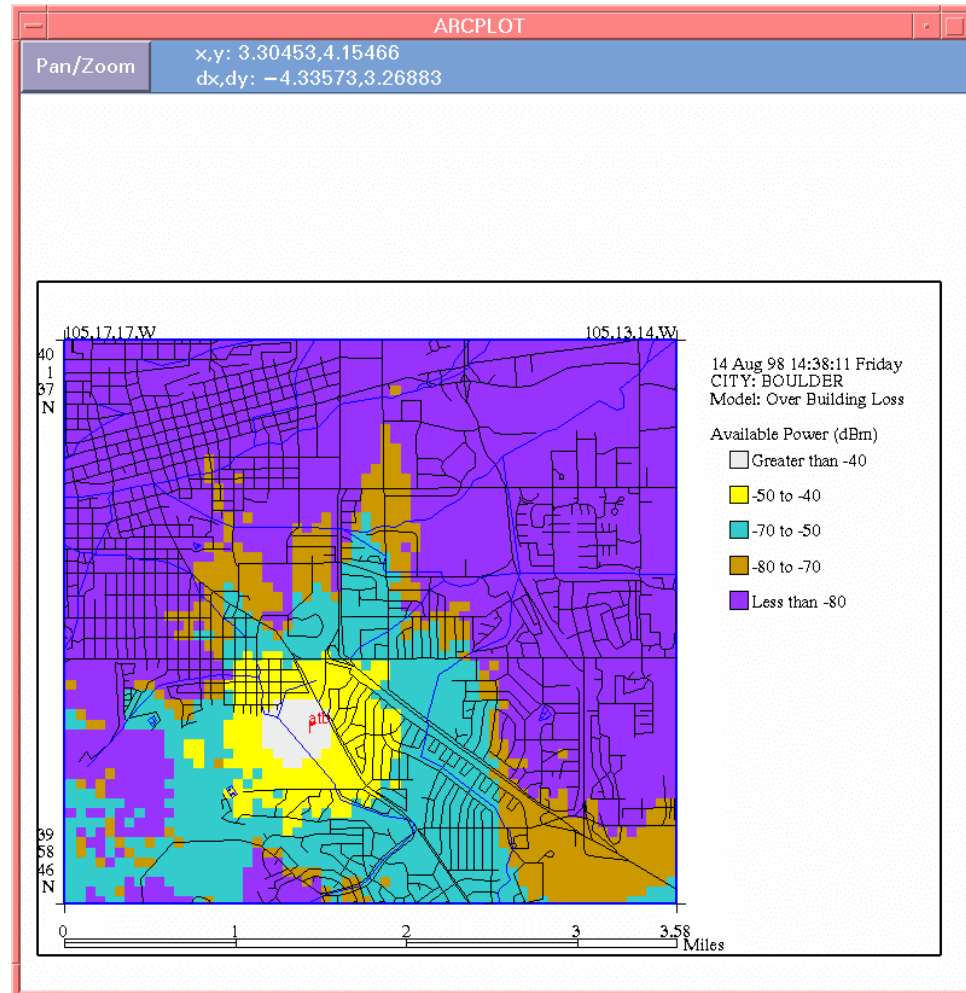 ARCPLOT
Pan/Zoom
x,y: 3.30453,4.15466
dx,dy: −4.33573,3.26883
105,17,17,W
105,13,14,W
40
1
37
N
14 Aug 98 14:38:11 Friday
CITY: BOULDER
Model: Over Building Loss
Available Power (dBm)
Greater than -40
-50 to -40
-70 to -50
-80 to -70
Less than -80
atb
39
58
46
N
0
1
2
3
3.58
Miles